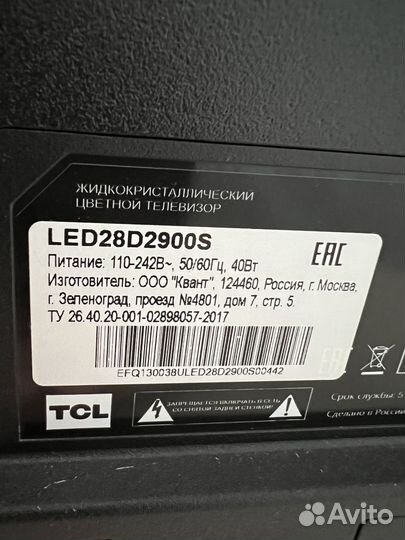 ЖИДКОКРИСТАЛЛИЧЕСКИЙ
ЦВЕТНОЙ ТЕЛЕВИЗОР
LED28D2900S
EAC
Питание: 110-242В~, 50/60Гц, 40Вт
Изготовитель: ООО "Квант", 124460, Россия, г. Москва,
г. Зеленоград, проезд №4801, дом 7, стр. 5.
ТУ 26.40.20-001-02898057-2017
EFQ130038ULED28D2900S00442
EAC
TCL
ЗАПРЕЩАЕТСЯ ВКЛЮЧАТЬ В СЕТЬ
СО СНЯТОЙ ЗАДНЕЙ СТЕНКОЙ!
Срок службы: 5
Сделано в России
Avito